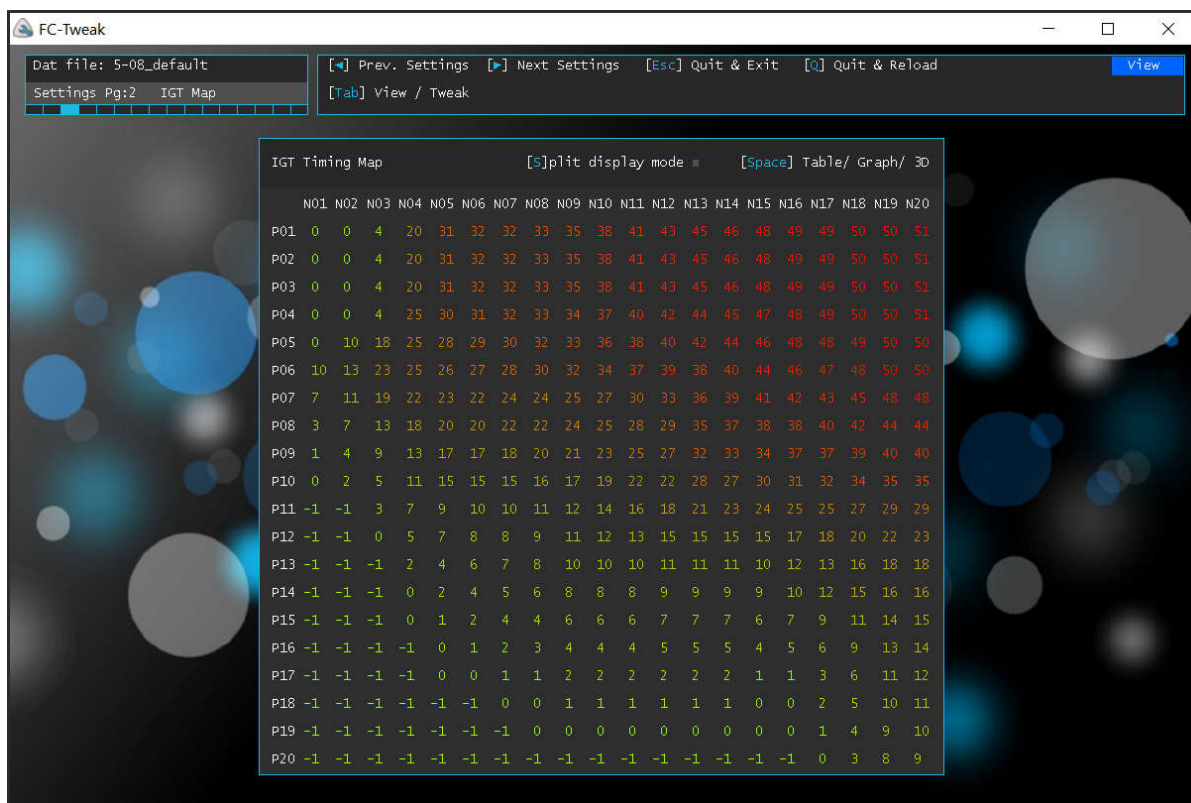 FC-Tweak
Dat file: 5-08_default
Settings Pg:2 IGT Map
[◄] Prev. Settings [►] Next Settings [Esc] Quit & Exit [Q] Quit & Reload
View
[Tab] View / Tweak
IGT Timing Map [S]plit display mode [Space] Table/ Graph/ 3D
N01 N02 N03 N04 N05 N06 N07 N08 N09 N10 N11 N12 N13 N14 N15 N16 N17 N18 N19 N20
P01 0 0 4 20 31 32 32 33 35 38 41 43 45 46 48 49 49 50 50 51
P02 0 0 4 20 31 32 32 33 35 38 41 43 45 46 48 49 49 50 50 51
P03 0 0 4 20 31 32 32 33 35 38 41 43 45 46 48 49 49 50 50 51
P04 0 0 4 25 30 31 32 33 34 37 40 42 44 45 47 48 49 50 50 51
P05 0 10 18 25 28 29 30 32 33 36 38 40 42 44 46 48 48 49 50 50
P06 10 13 23 25 26 27 28 30 32 34 37 39 38 40 44 46 47 48 50 50
P07 7 11 19 22 23 22 24 24 25 27 30 33 36 39 41 42 43 45 48 48
P08 3 7 13 18 20 20 22 22 24 25 28 29 35 37 38 38 40 42 44 44
P09 1 4 9 13 17 17 18 20 21 23 25 27 32 33 34 37 37 39 40 40
P10 0 2 5 11 15 15 15 16 17 19 22 22 28 27 30 31 32 34 35 35
P11 -1 -1 3 7 9 10 10 11 12 14 16 18 21 23 24 25 25 27 29 29
P12 -1 -1 0 5 7 8 8 9 11 12 13 15 15 15 15 17 18 20 22 23
P13 -1 -1 -1 2 4 6 7 8 10 10 10 11 11 11 10 12 13 16 18 18
P14 -1 -1 -1 0 2 4 5 6 8 8 8 9 9 9 9 10 12 15 16 16
P15 -1 -1 -1 0 1 2 4 4 6 6 6 7 7 7 6 7 9 11 14 15
P16 -1 -1 -1 -1 0 1 2 3 4 4 4 5 5 5 4 5 6 9 13 14
P17 -1 -1 -1 -1 0 0 1 1 2 2 2 2 2 2 1 1 3 6 11 12
P18 -1 -1 -1 -1 -1 -1 0 0 1 1 1 1 1 1 0 0 2 5 10 11
P19 -1 -1 -1 -1 -1 -1 -1 0 0 0 0 0 0 0 0 0 1 4 9 10
P20 -1 -1 -1 -1 -1 -1 -1 -1 -1 -1 -1 -1 -1 -1 -1 -1 0 3 8 9